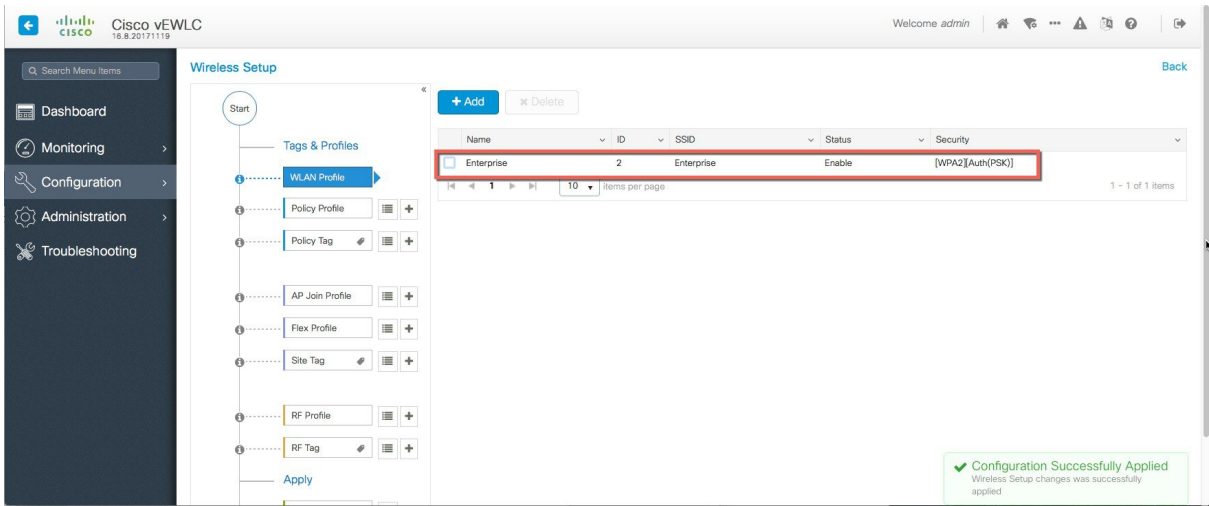 CISCO
Cisco vEWLC
16.8.20171119
Welcome admin
Search Menu Items
Dashboard
Monitoring
Configuration
Administration
Troubleshooting
Wireless Setup
Back
Start
Tags & Profiles
WLAN Profile
Policy Profile
Policy Tag
AP Join Profile
Flex Profile
Site Tag
RF Profile
RF Tag
Apply
Add
Delete
Name ID SSID Status Security
Enterprise 2 Enterprise Enable [WPA2][Auth(PSK)]
1 10 items per page 1 - 1 of 1 items
Configuration Successfully Applied
Wireless Setup changes was successfully
applied